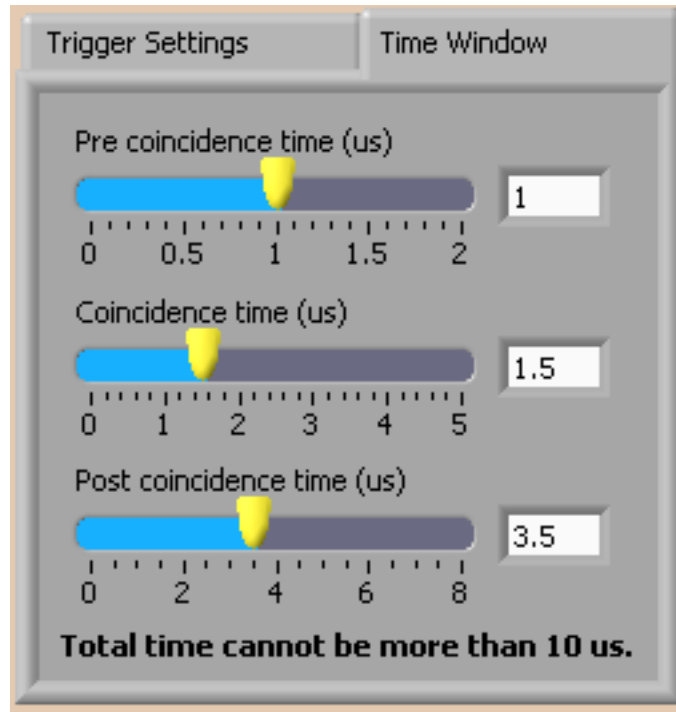 Trigger Settings Time Window
Pre coincidence time (us)
1
0 0.5 1 1.5 2
Coincidence time (us)
1.5
0 1 2 3 4 5
Post coincidence time (us)
3.5
0 2 4 6 8
Total time cannot be more than 10 us.